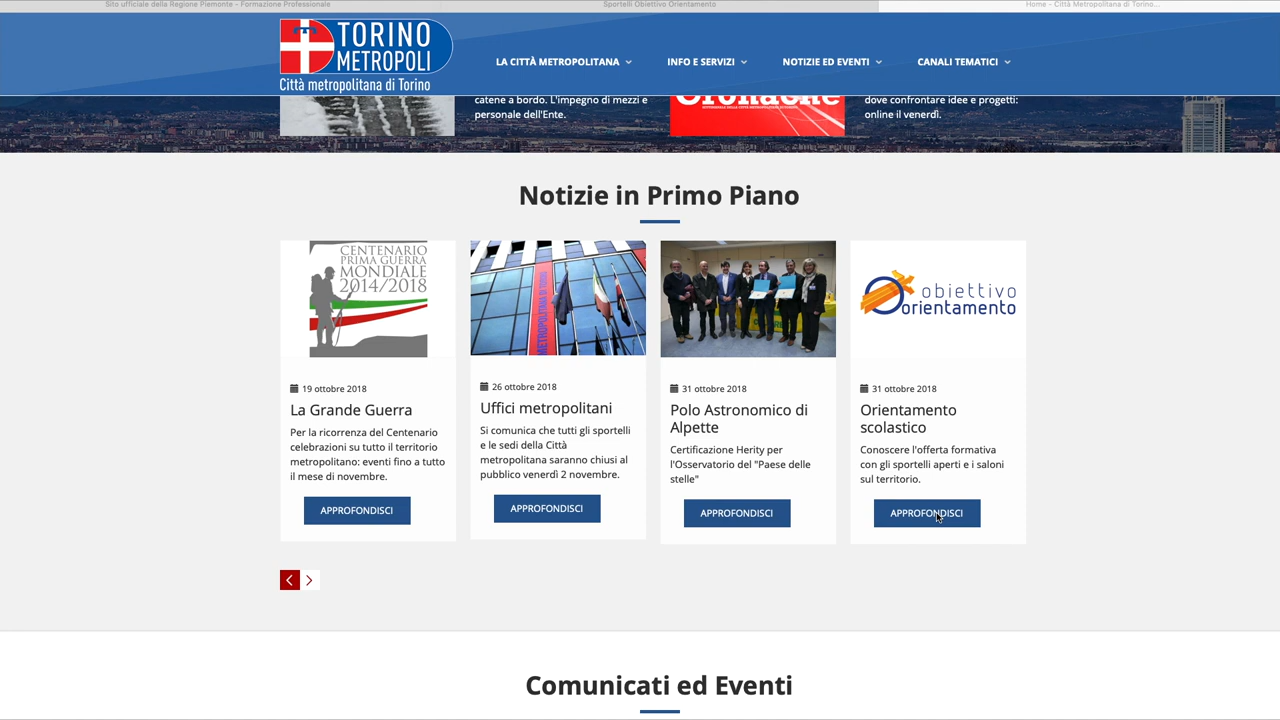 Sito ufficiale della Regione Piemonte - Formazione Professionale
Sportelli Obiettivo Orientamento
Home - Città Metropolitana di Torino...
TORINO
METROPOLI
Città metropolitana di Torino
LA CITTÀ METROPOLITANA
INFO E SERVIZI
NOTIZIE ED EVENTI
CANALI TEMATICI
catene a bordo. L'impegno di mezzi e
personale dell'Ente.
Cronache
dove confrontare idee e progetti:
online il venerdì.
Notizie in Primo Piano
CENTENARIO
PRIMA GUERRA
MONDIALE
2014/2018
19 ottobre 2018
La Grande Guerra
Per la ricorrenza del Centenario
celebrazioni su tutto il territorio
metropolitano: eventi fino a tutto
il mese di novembre.
APPROFONDISCI
METROPOLITANA DI TORINO
26 ottobre 2018
Uffici metropolitani
Si comunica che tutti gli sportelli
e le sedi della Città
metropolitana saranno chiusi al
pubblico venerdì 2 novembre.
APPROFONDISCI
31 ottobre 2018
Polo Astronomico di
Alpette
Certificazione Herity per
l'Osservatorio del "Paese delle
stelle"
APPROFONDISCI
obiettivo
orientamento
31 ottobre 2018
Orientamento
scolastico
Conoscere l'offerta formativa
con gli sportelli aperti e i saloni
sul territorio.
APPROFONDISCI
Comunicati ed Eventi